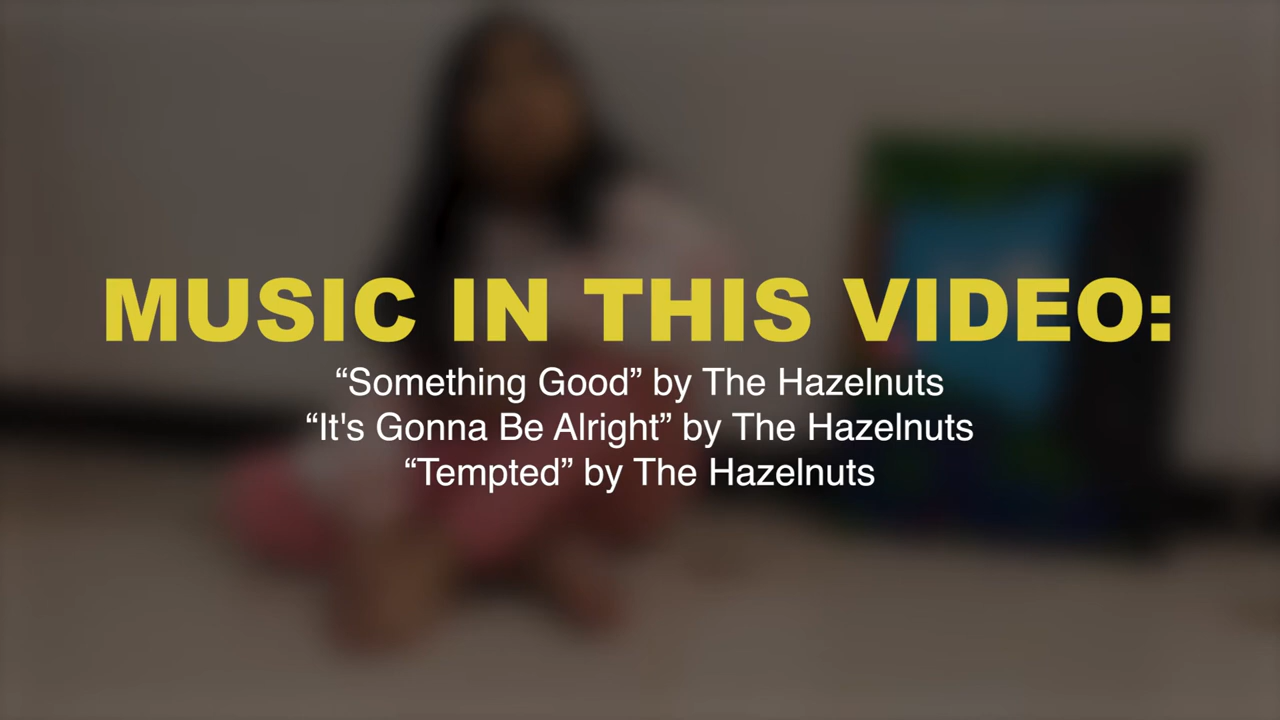 MUSIC IN THIS VIDEO:
“Something Good” by The Hazelnuts
“It's Gonna Be Alright” by The Hazelnuts
“Tempted” by The Hazelnuts